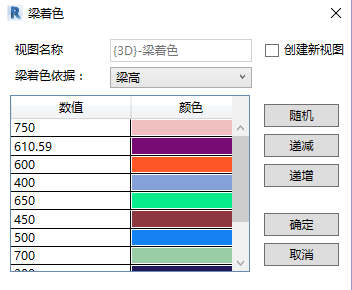 梁着色
视图名称 {3D}-梁着色 创建新视图
梁着色依据： 梁高
数值 颜色
750
610.59
600
400
650
450
500
700
随机
递减
递增
确定
取消